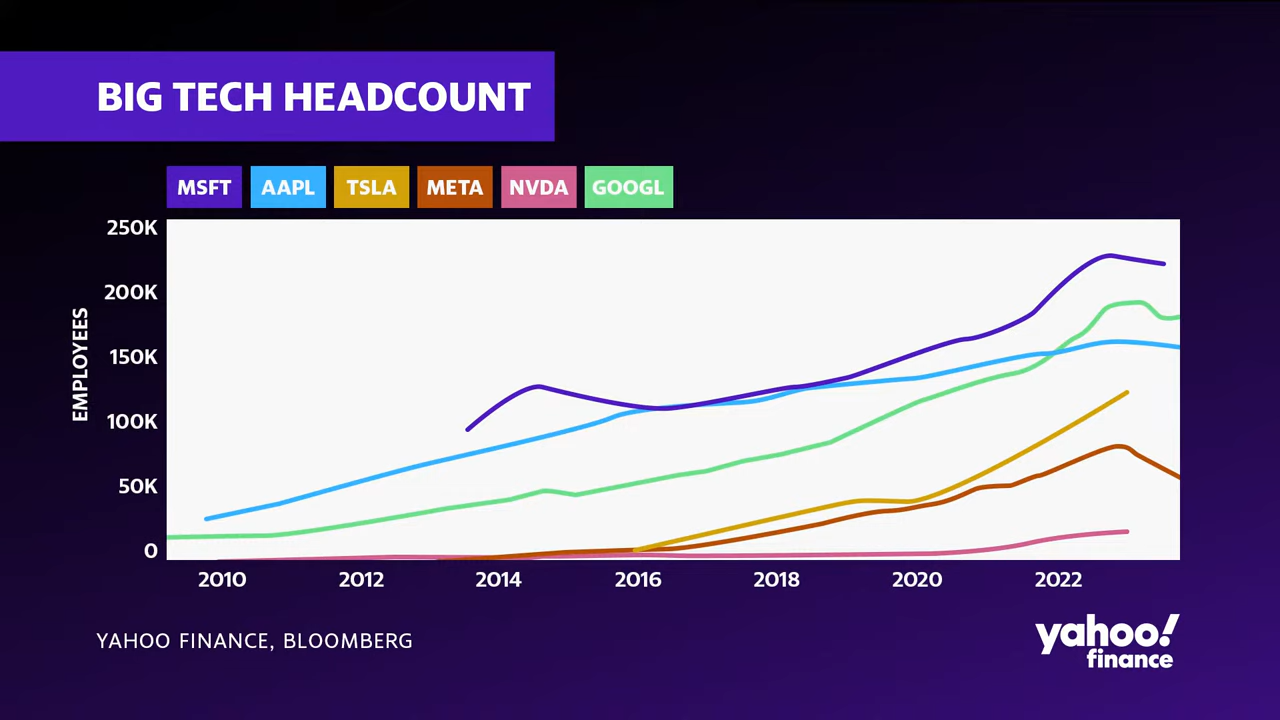 BIG TECH HEADCOUNT
MSFT AAPL TSLA META NVDA GOOGL
250K
200K
150K
100K
50K
0
EMPLOYEES
2010 2012 2014 2016 2018 2020 2022
YAHOO FINANCE, BLOOMBERG
yahoo!
finance